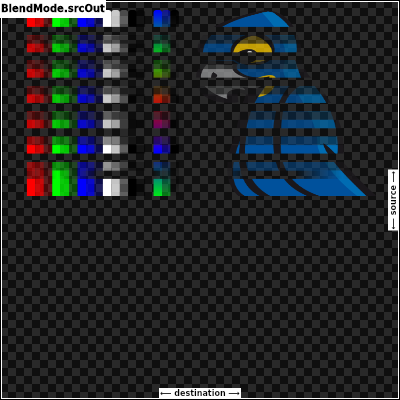 BlendMode.srcOut
⟵ source ⟶
⟵ destination ⟶